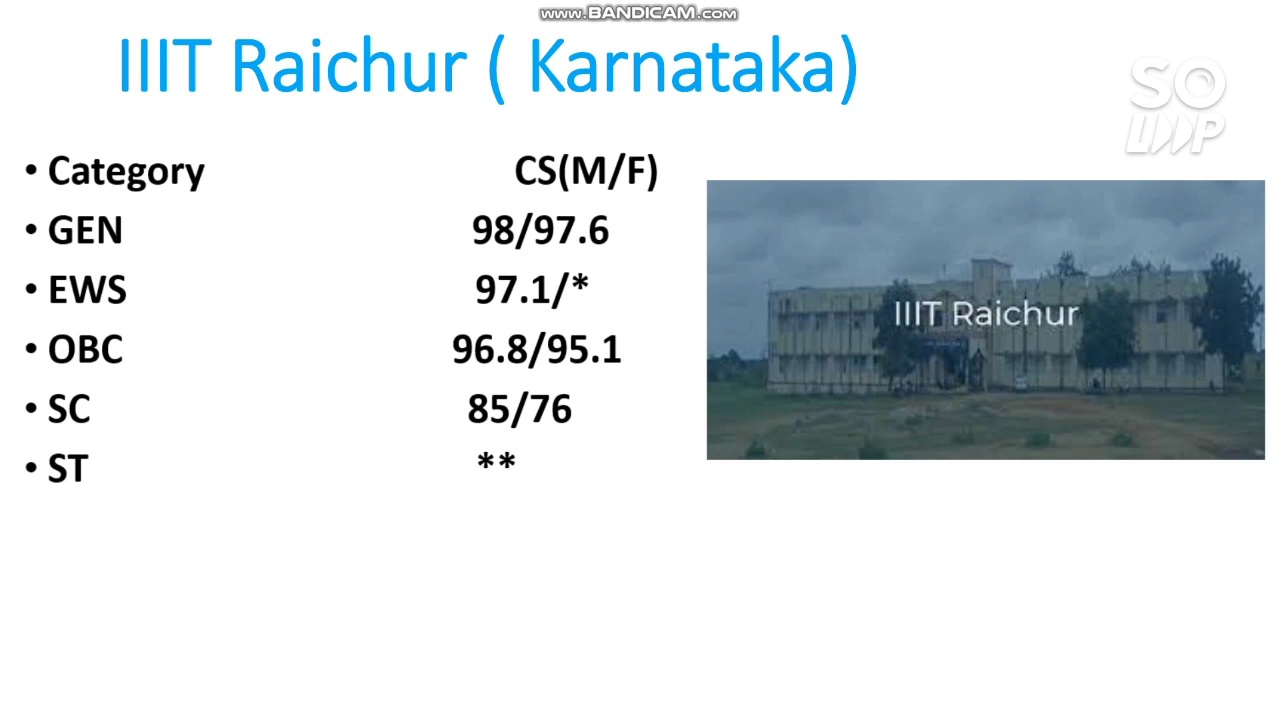 www.BANDICAM.com
IIIT Raichur ( Karnataka)
SO
LOOP
• Category CS(M/F)
• GEN 98/97.6
• EWS 97.1/*
• OBC 96.8/95.1
• SC 85/76
• ST **
IIIT Raichur